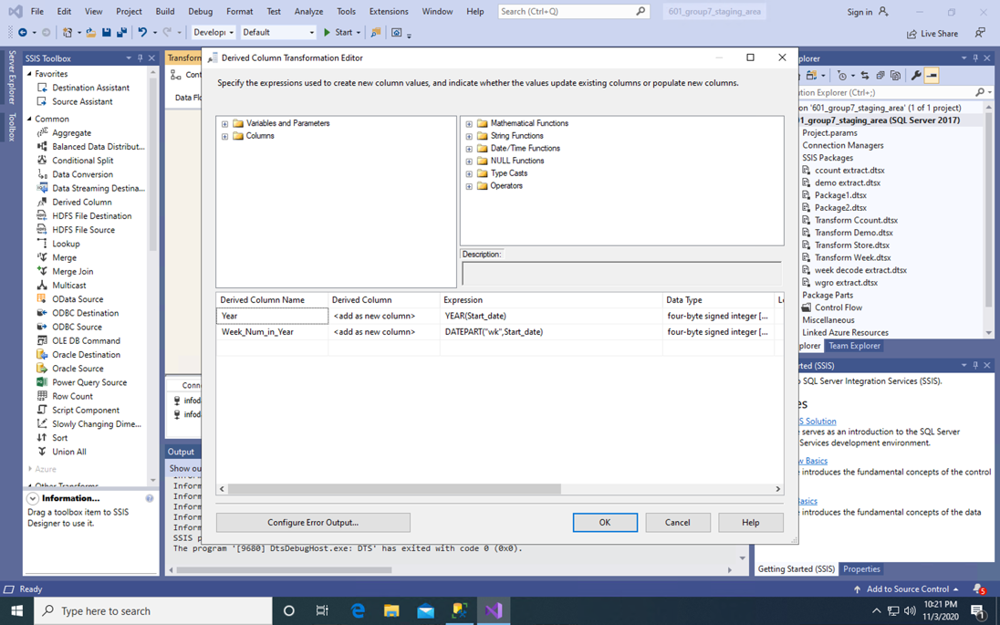 File Edit View Project Build Debug Format Test Analyze Tools Extensions Window Help Search (Ctrl+Q) 601_group7_staging_area Sign in
Develop Default Start Live Share
Server Explorer
Toolbox
SSIS Toolbox
Favorites
Destination Assistant
Source Assistant
Common
Aggregate
Balanced Data Distribut...
Conditional Split
Data Conversion
Data Streaming Destina...
Derived Column
HDFS File Destination
HDFS File Source
Lookup
Merge
Merge Join
Multicast
OData Source
ODBC Destination
ODBC Source
OLE DB Command
Oracle Destination
Oracle Source
Power Query Source
Row Count
Script Component
Slowly Changing Dime...
Sort
Union All
Azure
Other Transforms
Information...
Drag a toolbox item to SSIS
Designer to use it.
Transform
Cont
Data Flo
Conne
infoda
infoda
Output
Show ou
Inform
Inform
Inform
Inform
Inform
SSIS p
The program '[9680] DtsDebugHost.exe: DTS' has exited with code 0 (0x0).
Derived Column Transformation Editor
Specify the expressions used to create new column values, and indicate whether the values update existing columns or populate new columns.
Variables and Parameters
Columns
Mathematical Functions
String Functions
Date/Time Functions
NULL Functions
Type Casts
Operators
Description:
Derived Column Name Derived Column Expression Data Type Le
Year <add as new column> YEAR(Start_date) four-byte signed integer [...
Week_Num_in_Year <add as new column> DATEPART("wk",Start_date) four-byte signed integer [...
Configure Error Output... OK Cancel Help
plorer
ution Explorer (Ctrl+;)
on '601_group7_staging_area' (1 of 1 project)
1_group7_staging_area (SQL Server 2017)
Project.params
Connection Managers
SSIS Packages
ccount extract.dtsx
demo extract.dtsx
Package1.dtsx
Package2.dtsx
Transform Ccount.dtsx
Transform Demo.dtsx
Transform Store.dtsx
Transform Week.dtsx
week decode extract.dtsx
wgro extract.dtsx
Package Parts
Control Flow
Miscellaneous
Linked Azure Resources
plorer Team Explorer
rted (SSIS)
o SQL Server Integration Services (SSIS).
es
S Solution
e serves as an introduction to the SQL Server
Services development environment.
w Basics
e introduces the fundamental concepts of the control
Basics
e introduces the fundamental concepts of the data
Getting Started (SSIS) Properties
Ready Add to Source Control 5
Type here to search
10:21 PM
11/3/2020
1